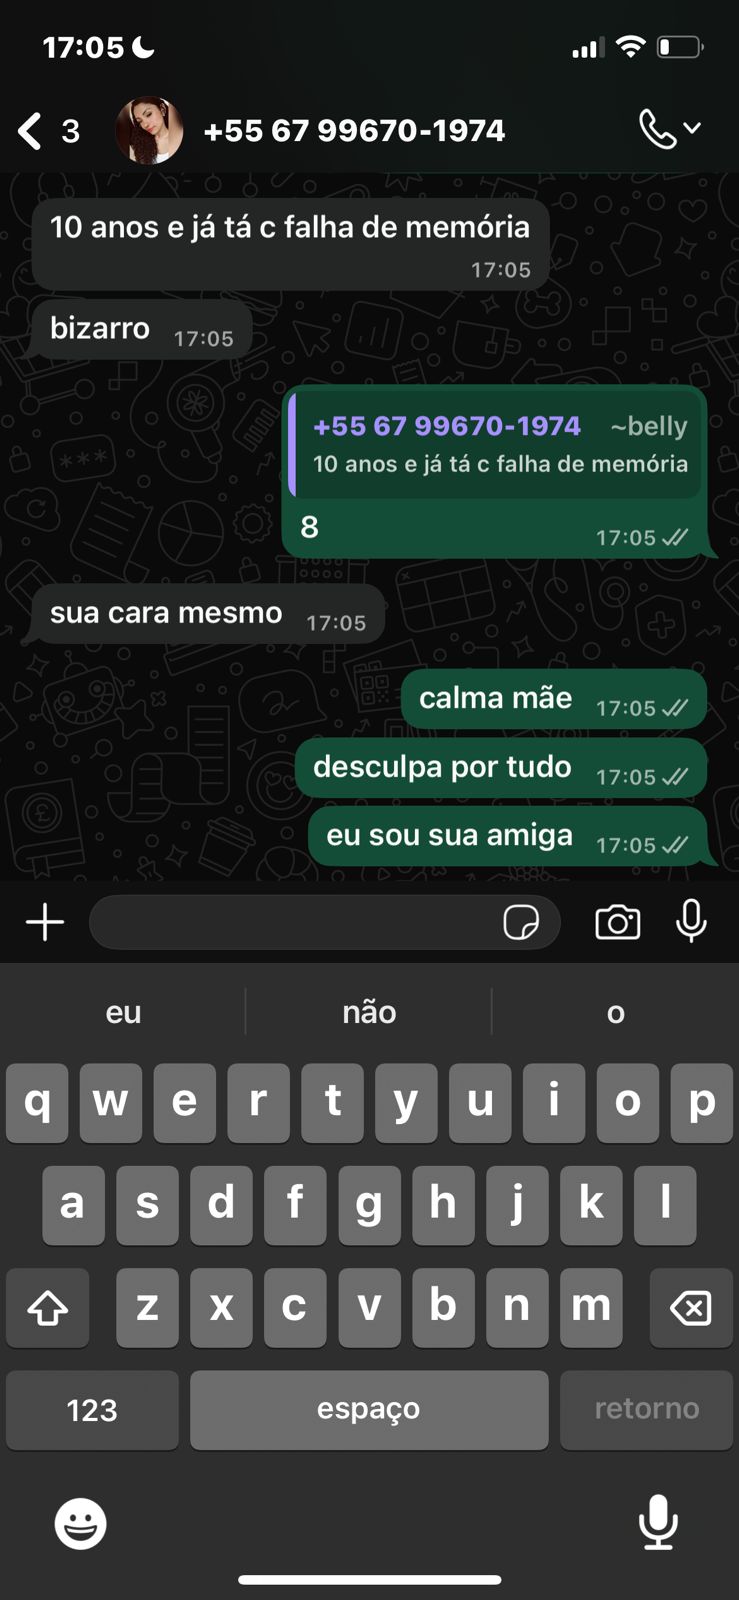 17:05
3
+55 67 99670-1974
10 anos e já tá c falha de memória
17:05
bizarro 17:05
+55 67 99670-1974 ~belly
10 anos e já tá c falha de memória
8 17:05
sua cara mesmo 17:05
calma mãe 17:05
desculpa por tudo 17:05
eu sou sua amiga 17:05
eu não o
q w e r t y u i o p
a s d f g h j k l
z x c v b n m
123 espaço retorno